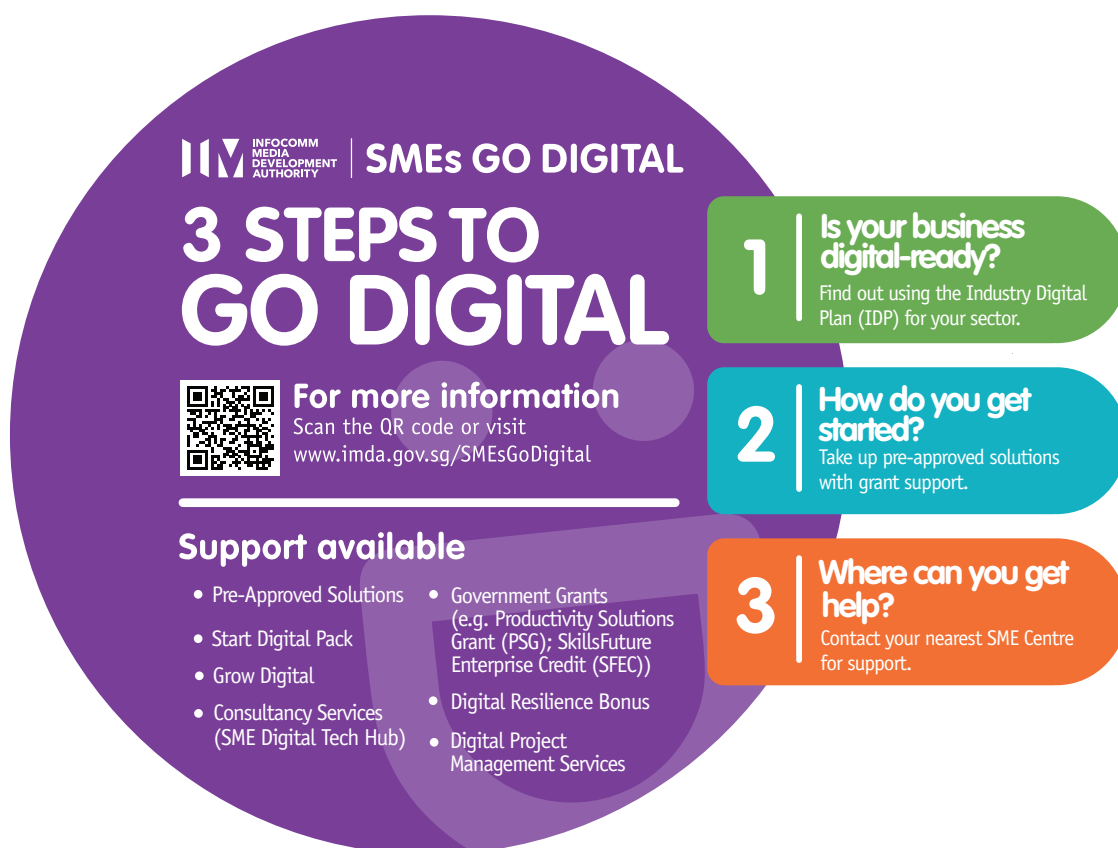 INFOCOMM
MEDIA
DEVELOPMENT
AUTHORITY
SMEs GO DIGITAL
3 STEPS TO
GO DIGITAL
For more information
Scan the QR code or visit
www.imda.gov.sg/SMEsGoDigital
Support available
• Pre-Approved Solutions
• Start Digital Pack
• Grow Digital
• Consultancy Services
(SME Digital Tech Hub)
• Government Grants
(e.g. Productivity Solutions
Grant (PSG); SkillsFuture
Enterprise Credit (SFEC))
• Digital Resilience Bonus
• Digital Project
Management Services
1
Is your business
digital-ready?
Find out using the Industry Digital
Plan (IDP) for your sector.
2
How do you get
started?
Take up pre-approved solutions
with grant support.
3
Where can you get
help?
Contact your nearest SME Centre
for support.